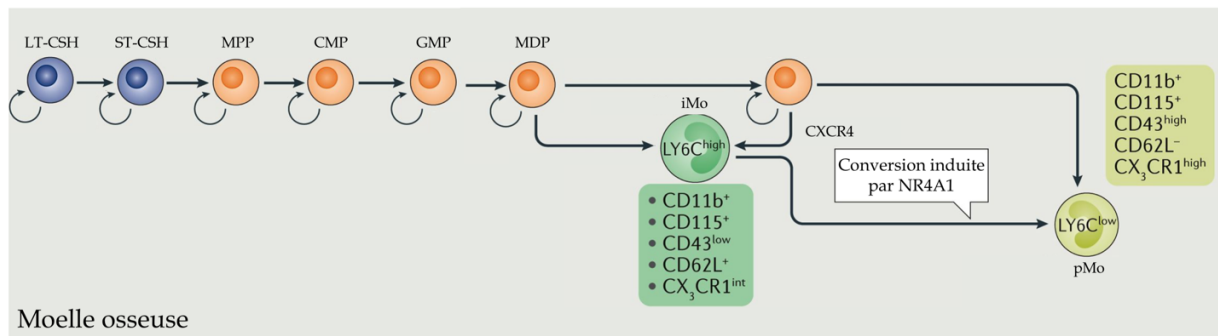 LT-CSH
ST-CSH
MPP
CMP
GMP
MDP
iMo
LY6Chigh
CXCR4
CD11b+
CD115+
CD43high
CD62L−
CX3CR1high
Conversion induite
par NR4A1
• CD11b+
• CD115+
• CD43low
• CD62L+
• CX3CR1int
LY6Clow
pMo
Moelle osseuse